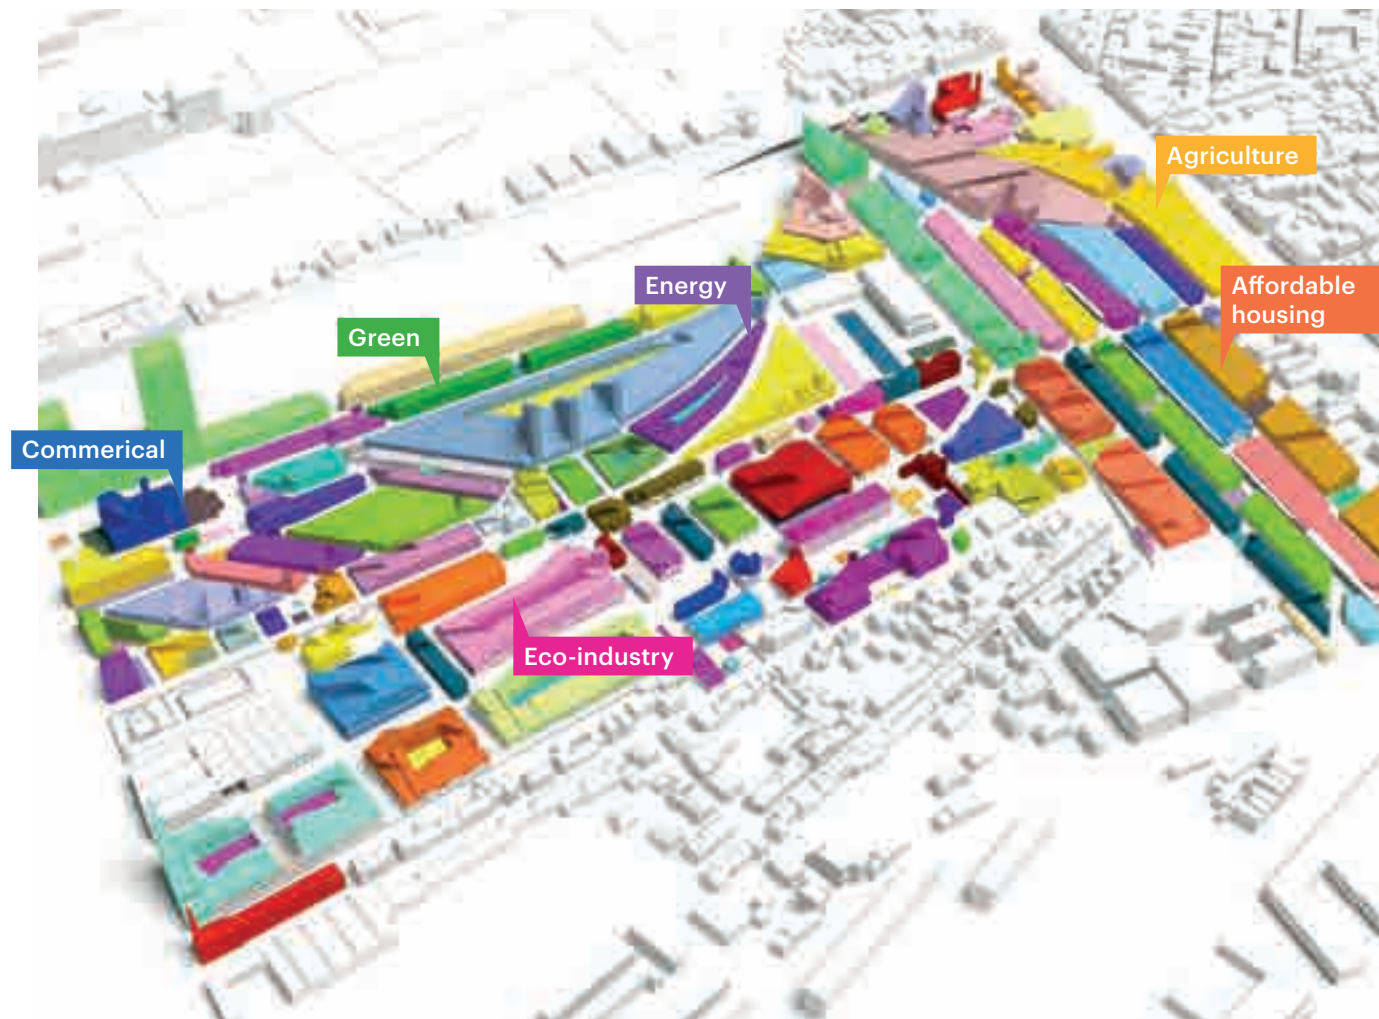 Agriculture
Energy
Affordable
housing
Green
Commerical
Eco-industry